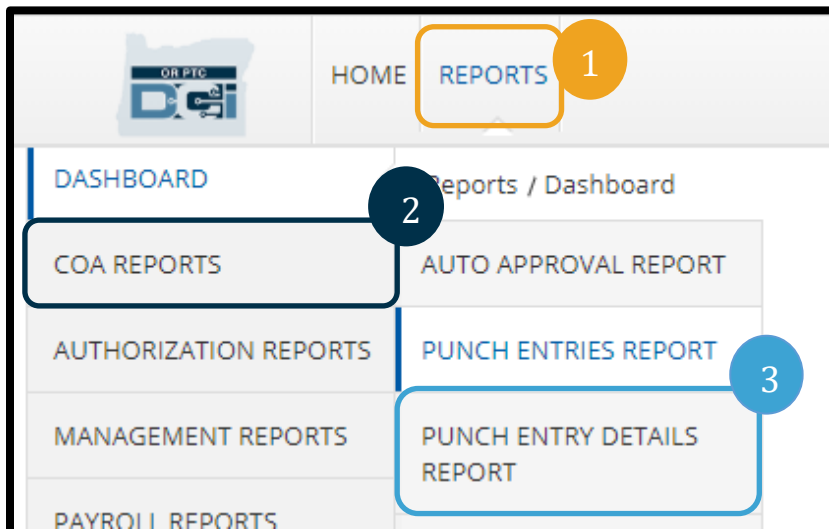 OR PTC
DCi
HOME
REPORTS
1
DASHBOARD
Reports / Dashboard
2
COA REPORTS
AUTO APPROVAL REPORT
AUTHORIZATION REPORTS
PUNCH ENTRIES REPORT
3
MANAGEMENT REPORTS
PUNCH ENTRY DETAILS
REPORT
PAYROLL REPORTS